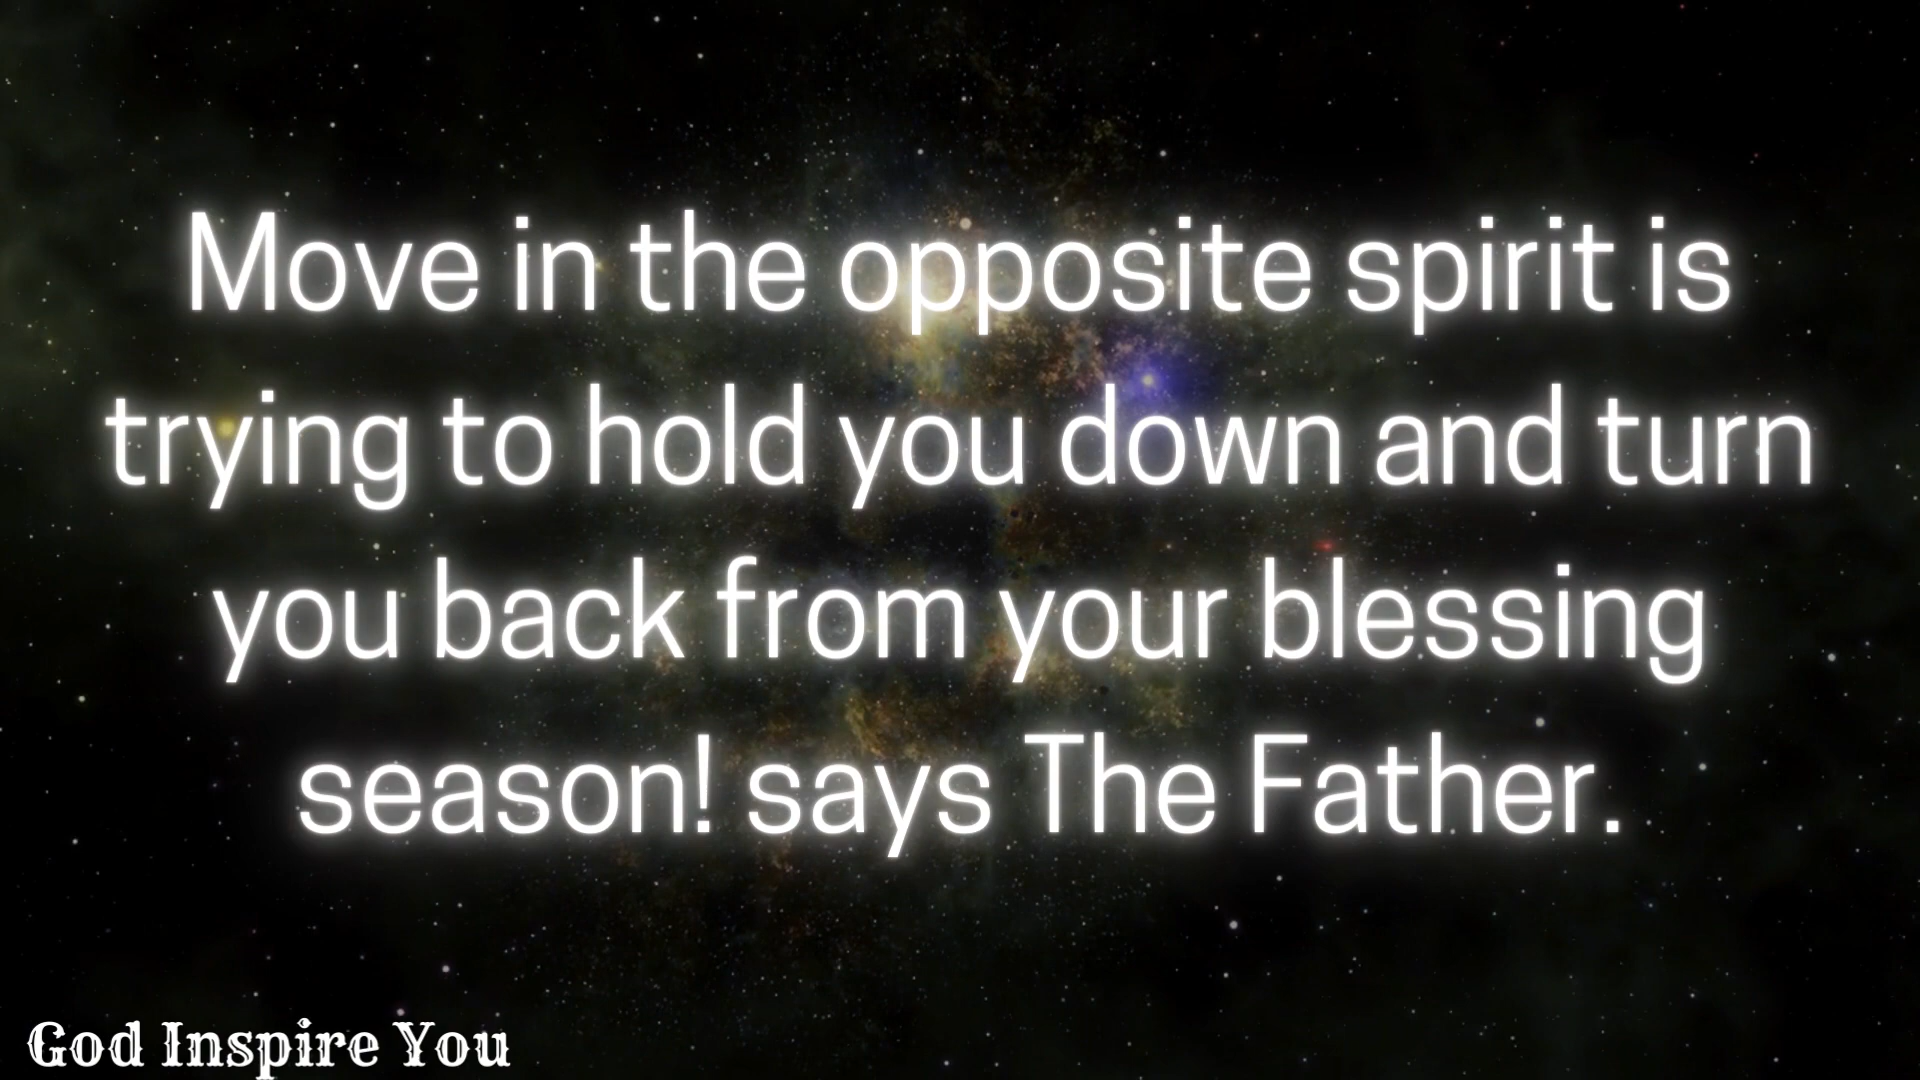 Move in the opposite spirit is
trying to hold you down and turn
you back from your blessing
season! says The Father.
God Inspire You